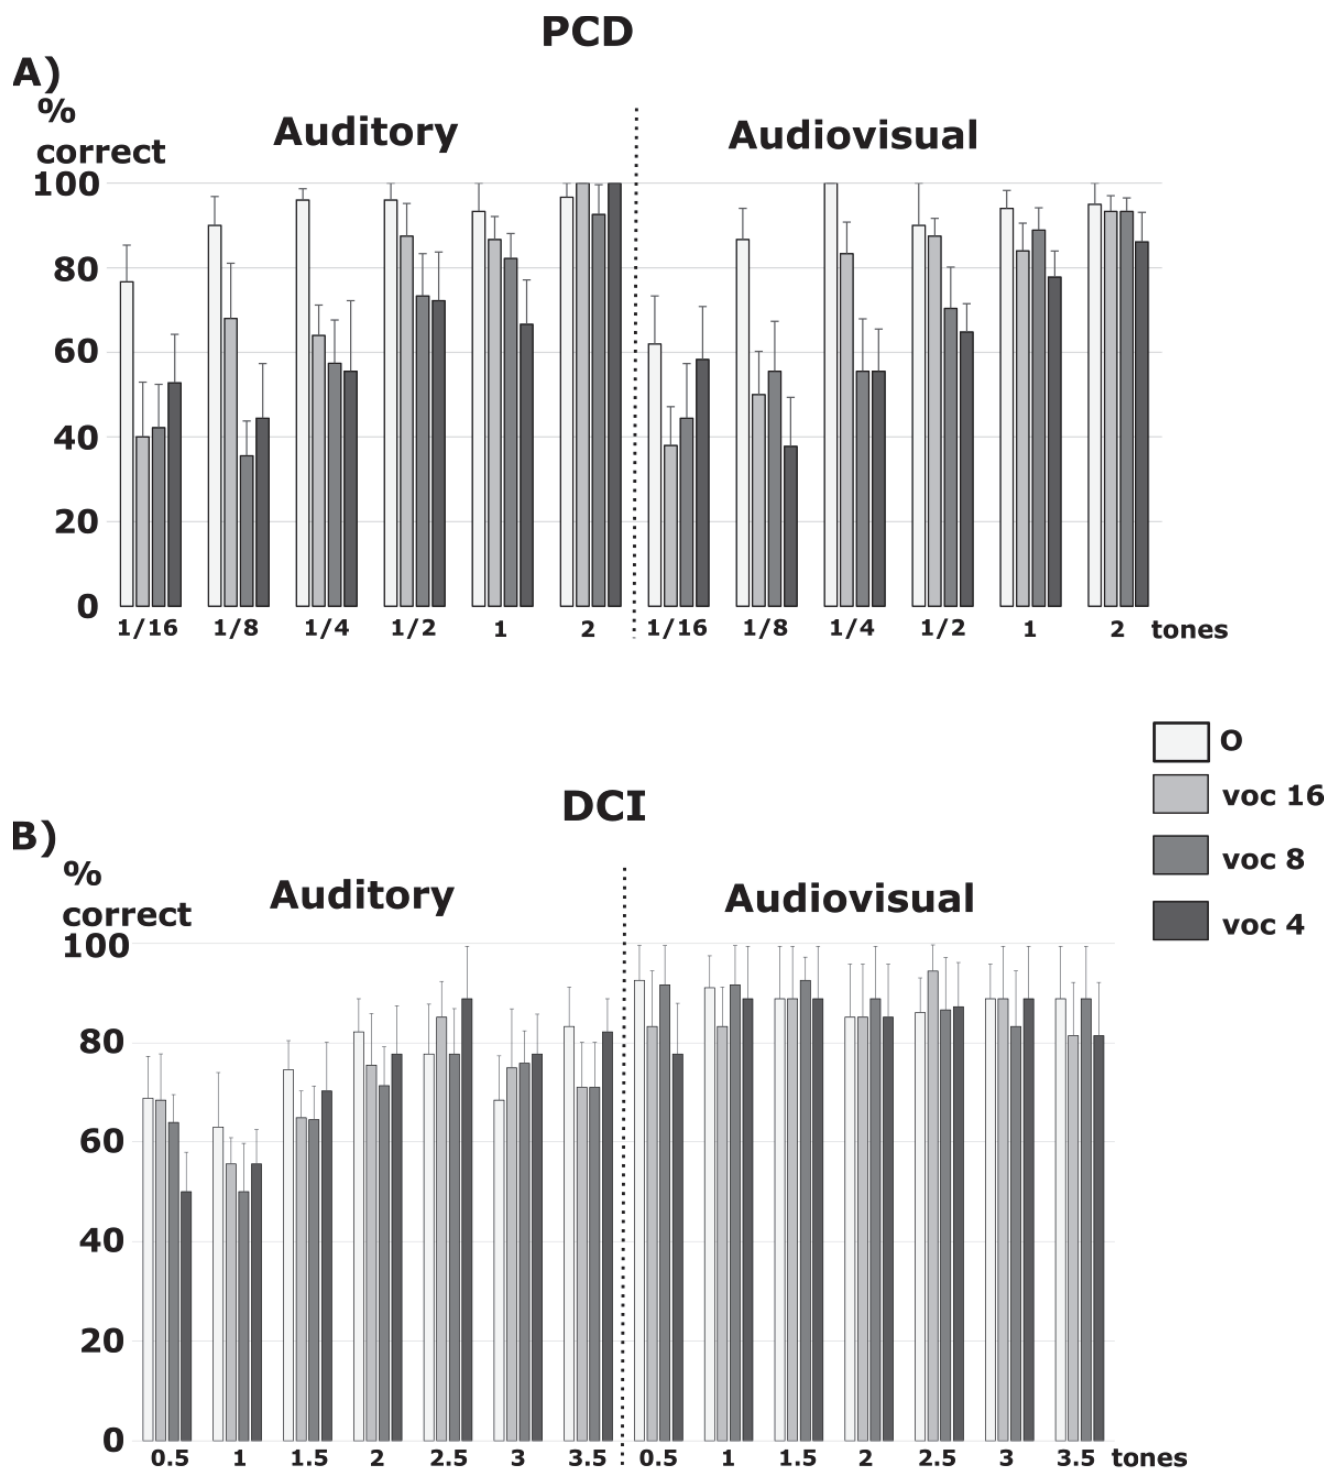 PCD
A)
%
correct
Auditory
Audiovisual
100
80
60
40
20
0
1/16 1/8 1/4 1/2 1 2 1/16 1/8 1/4 1/2 1 2 tones
O
voc 16
voc 8
voc 4
DCI
B)
%
correct
Auditory
Audiovisual
100
80
60
40
20
0
0.5 1 1.5 2 2.5 3 3.5 0.5 1 1.5 2 2.5 3 3.5 tones